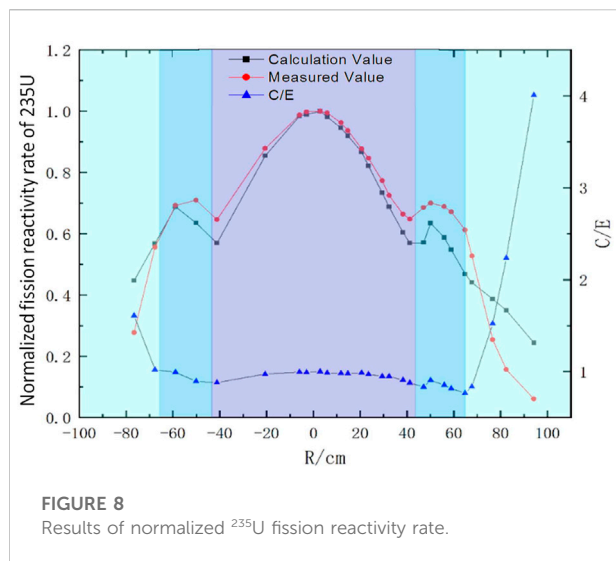 Calculation Value
Measured Value
C/E
Normalized fission reactivity rate of 235U
1.2
1.0
0.8
0.6
0.4
0.2
0.0
4
3
2
1
C/E
-100 -80 -60 -40 -20 0 20 40 60 80 100
R/cm
FIGURE 8
Results of normalized ²³⁵U fission reactivity rate.